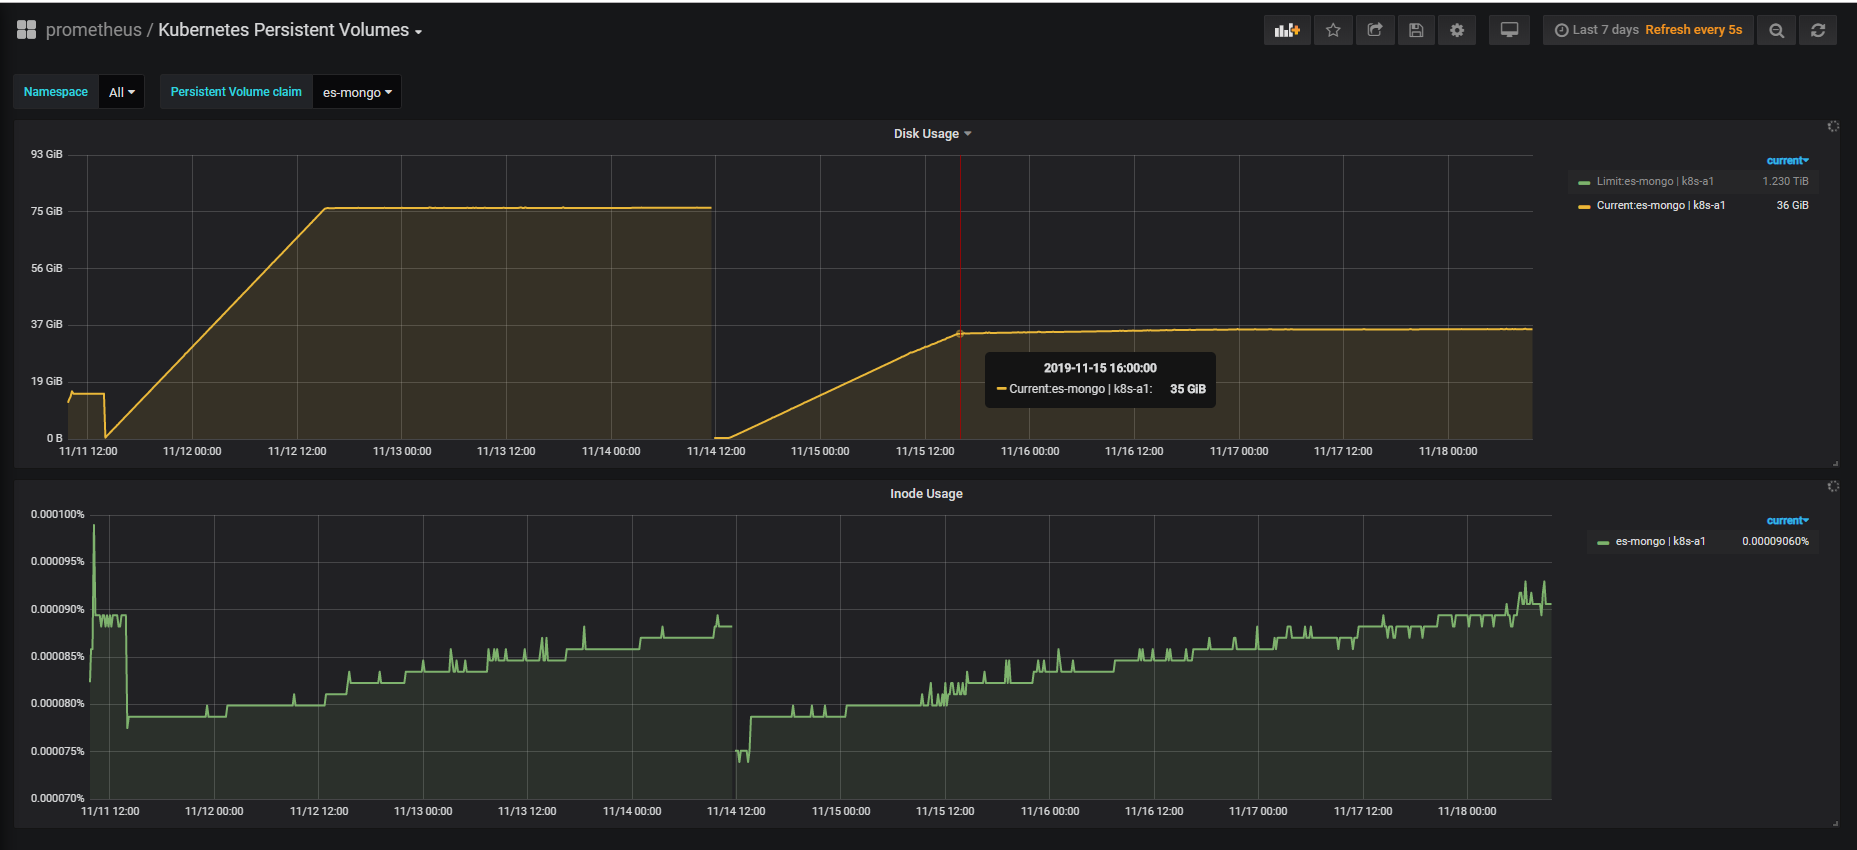 prometheus / Kubernetes Persistent Volumes
Last 7 days Refresh every 5s
Namespace All Persistent Volume claim es-mongo
Disk Usage
93 GiB
75 GiB
56 GiB
37 GiB
19 GiB
0 B
11/11 12:00 11/12 00:00 11/12 12:00 11/13 00:00 11/13 12:00 11/14 00:00 11/14 12:00 11/15 00:00 11/15 12:00 11/16 00:00 11/16 12:00 11/17 00:00 11/17 12:00 11/18 00:00
current
Limit:es-mongo | k8s-a1 1.230 TiB
Current:es-mongo | k8s-a1 36 GiB
2019-11-15 16:00:00
Current:es-mongo | k8s-a1: 35 GiB
Inode Usage
0.000100%
0.000095%
0.000090%
0.000085%
0.000080%
0.000075%
0.000070%
11/11 12:00 11/12 00:00 11/12 12:00 11/13 00:00 11/13 12:00 11/14 00:00 11/14 12:00 11/15 00:00 11/15 12:00 11/16 00:00 11/16 12:00 11/17 00:00 11/17 12:00 11/18 00:00
current
es-mongo | k8s-a1 0.00009060%